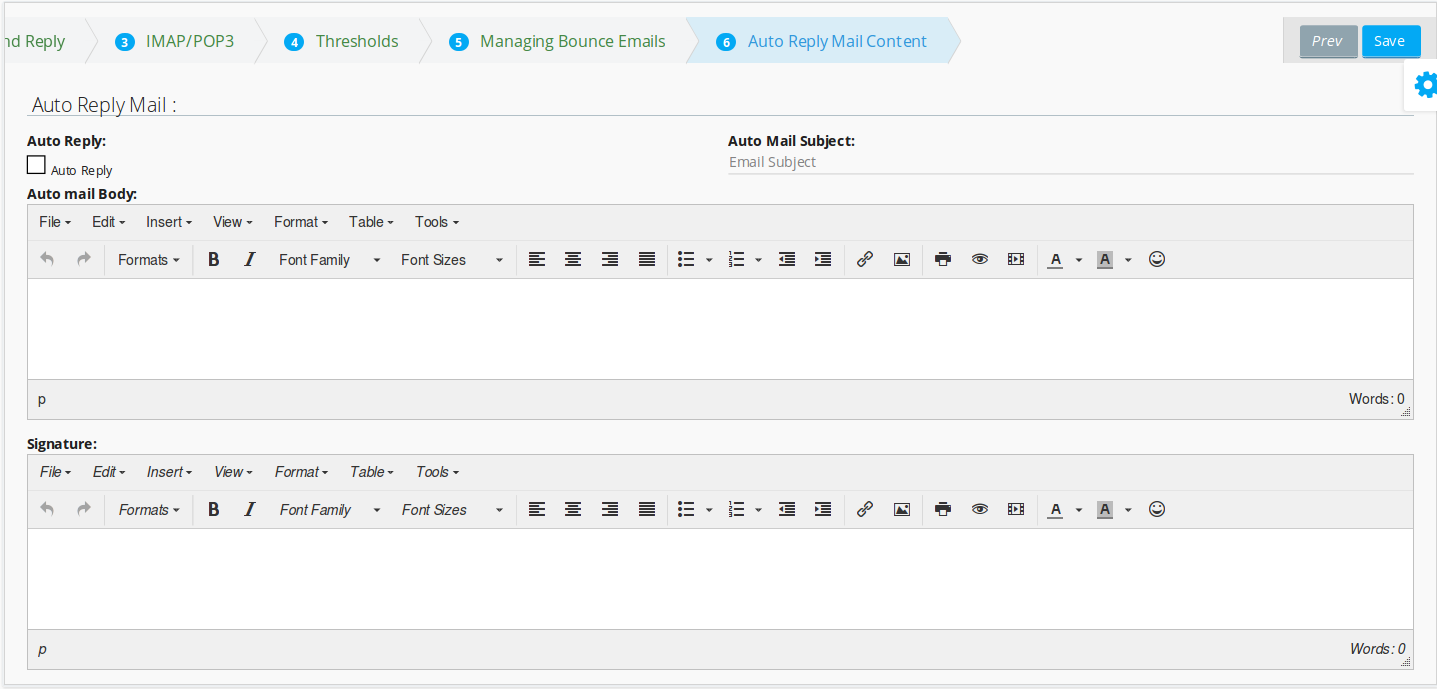 nd Reply 3 IMAP/POP3 4 Thresholds 5 Managing Bounce Emails 6 Auto Reply Mail Content Prev Save
Auto Reply Mail :
Auto Reply: Auto Mail Subject:
Auto Reply Email Subject
Auto mail Body:
File Edit Insert View Format Table Tools
Formats B I Font Family Font Sizes A A
p Words: 0
Signature:
File Edit Insert View Format Table Tools
Formats B I Font Family Font Sizes A A
p Words: 0